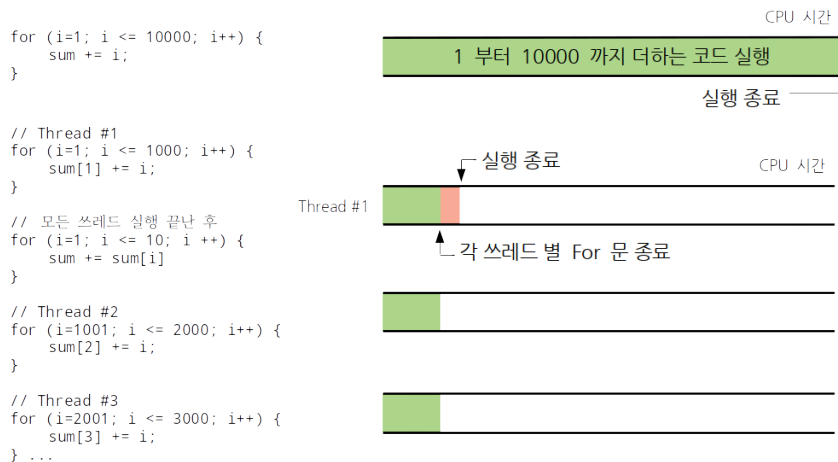 for (i=1; i <= 10000; i++) {
    sum += i;
}
CPU 시간
1 부터 10000 까지 더하는 코드 실행
실행 종료
// Thread #1
for (i=1; i <= 1000; i++) {
    sum[1] += i;
}
// 모든 쓰레드 실행 끝난 후
for (i=1; i <= 10; i ++) {
    sum += sum[i]
}
// Thread #2
for (i=1001; i <= 2000; i++) {
    sum[2] += i;
}
// Thread #3
for (i=2001; i <= 3000; i++) {
    sum[3] += i;
} ...
실행 종료
CPU 시간
Thread #1
각 쓰레드 별 For 문 종료